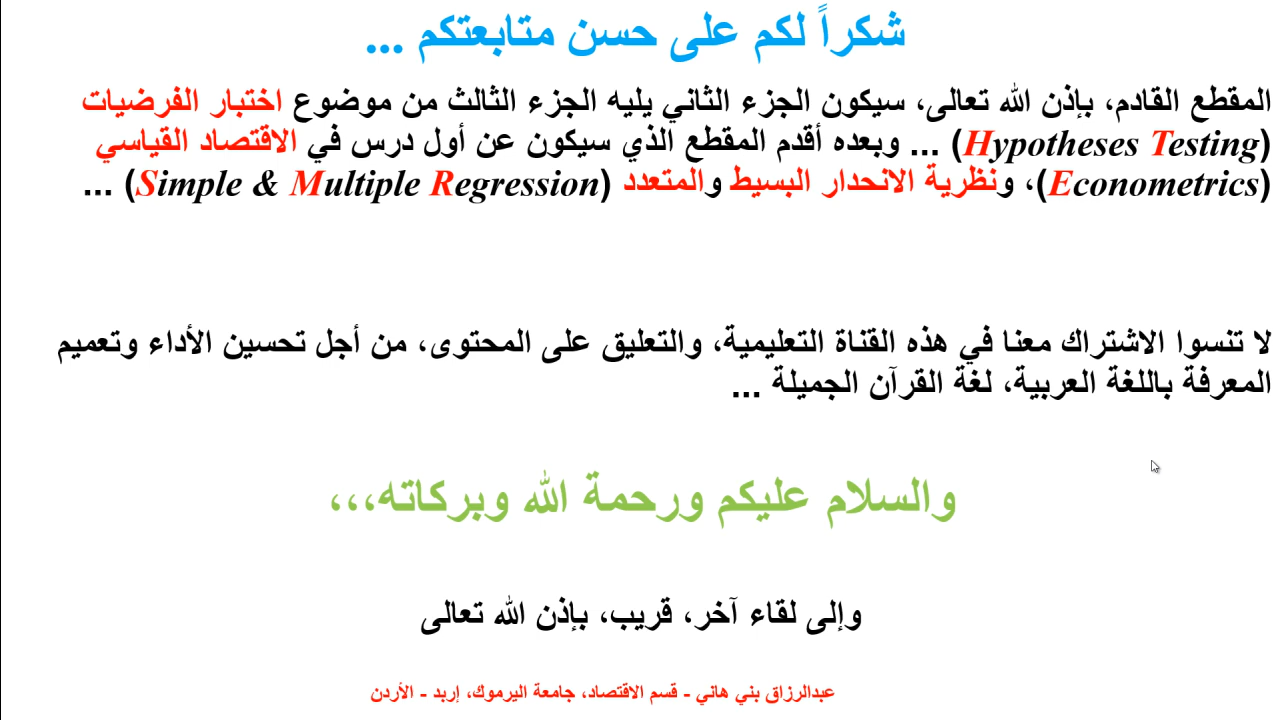 شكراً لكم على حسن متابعتكم ...
المقطع القادم، بإذن الله تعالى، سيكون الجزء الثاني يليه الجزء الثالث من موضوع اختبار الفرضيات
(Hypotheses Testing) ... وبعده أقدم المقطع الذي سيكون عن أول درس في الاقتصاد القياسي
(Econometrics)، ونظرية الانحدار البسيط والمتعدد (Simple & Multiple Regression) ...
لا تنسوا الاشتراك معنا في هذه القناة التعليمية، والتعليق على المحتوى، من أجل تحسين الأداء وتعميم
المعرفة باللغة العربية، لغة القرآن الجميلة ...
والسلام عليكم ورحمة الله وبركاته،،،
وإلى لقاء آخر، قريب، بإذن الله تعالى
عبدالرزاق بني هاني - قسم الاقتصاد، جامعة اليرموك، إربد - الأردن